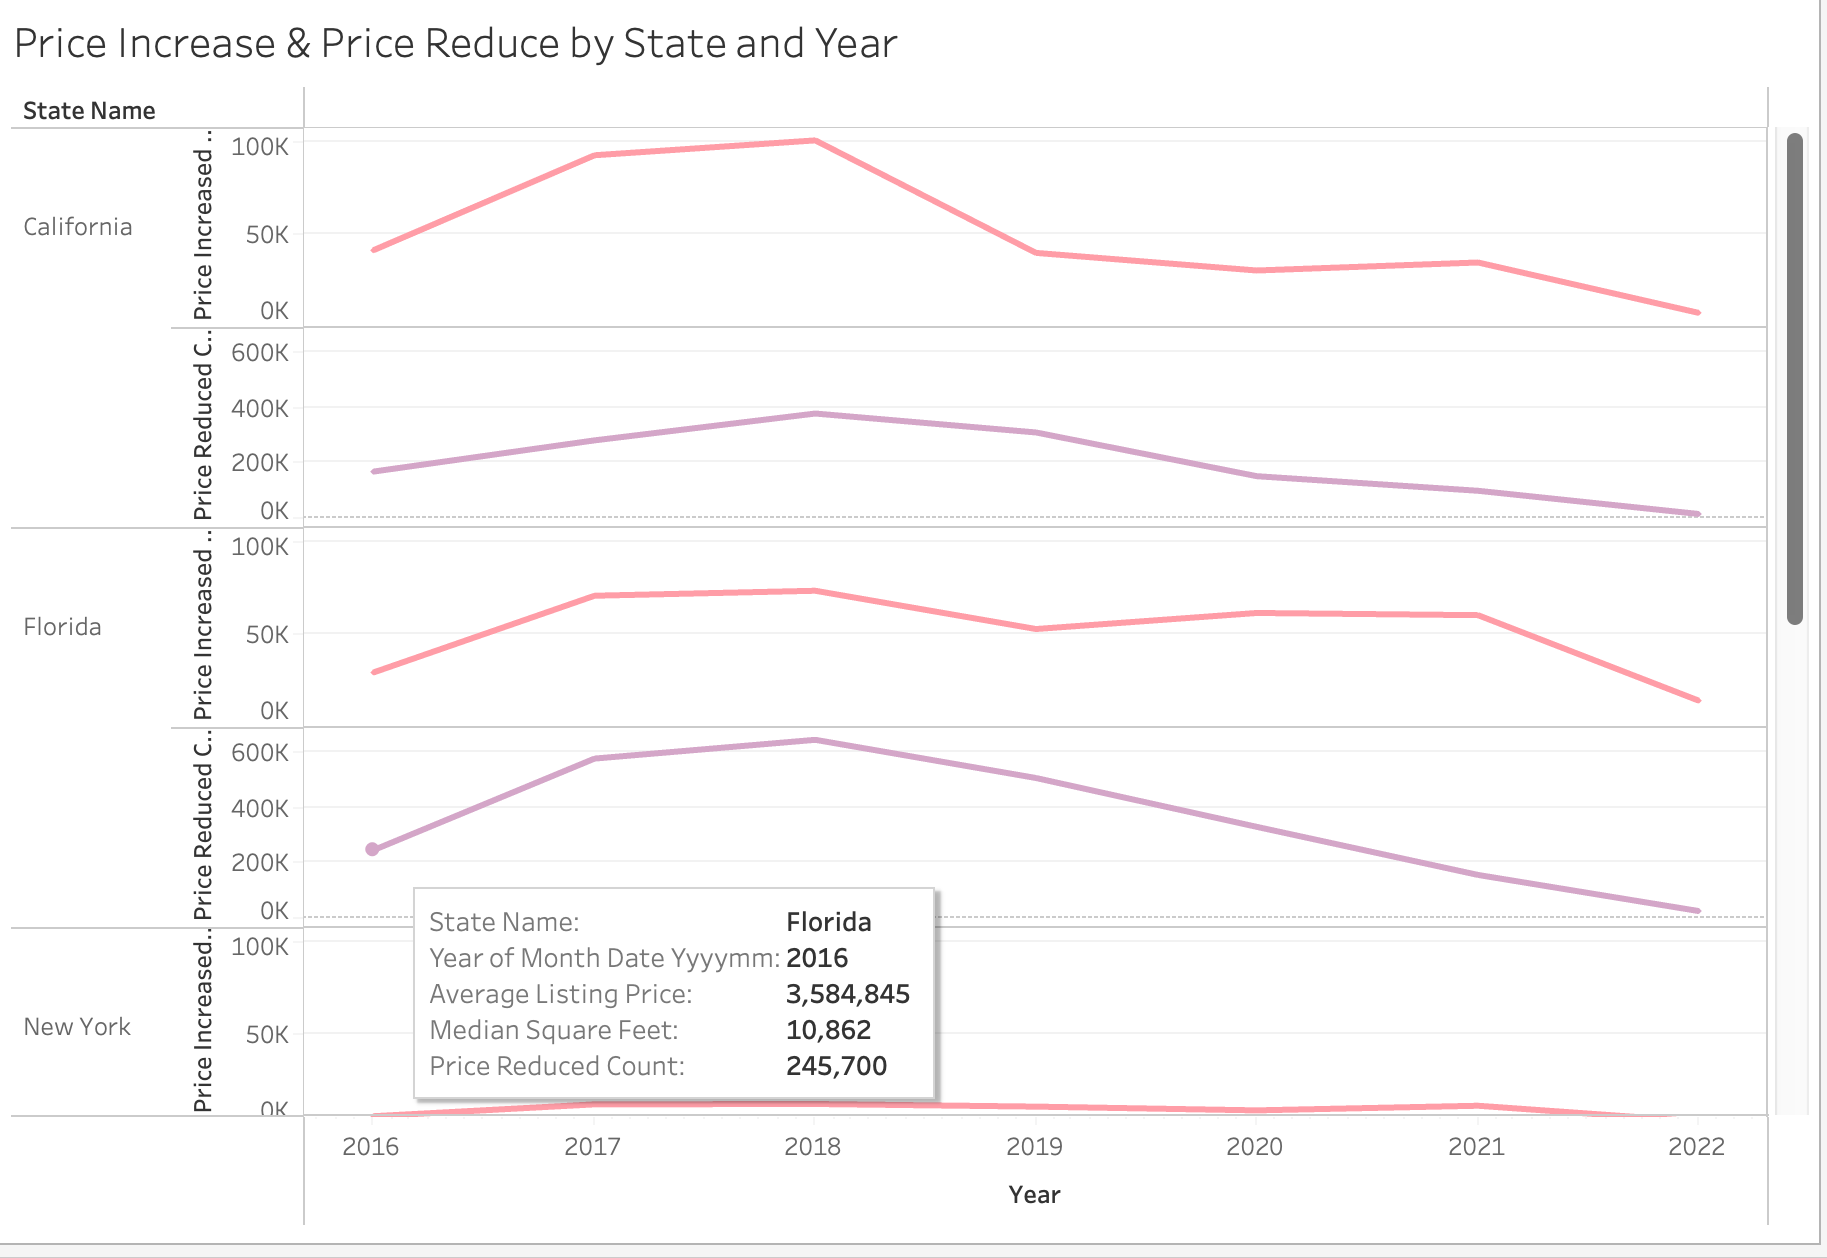 Price Increase & Price Reduce by State and Year
State Name
California
Price Increased ..
100K
50K
0K
Price Reduced C..
600K
400K
200K
0K
Florida
Price Increased ..
100K
50K
0K
Price Reduced C..
600K
400K
200K
0K
New York
Price Increased..
100K
50K
0K
State Name: Florida
Year of Month Date Yyyymm: 2016
Average Listing Price: 3,584,845
Median Square Feet: 10,862
Price Reduced Count: 245,700
2016 2017 2018 2019 2020 2021 2022
Year